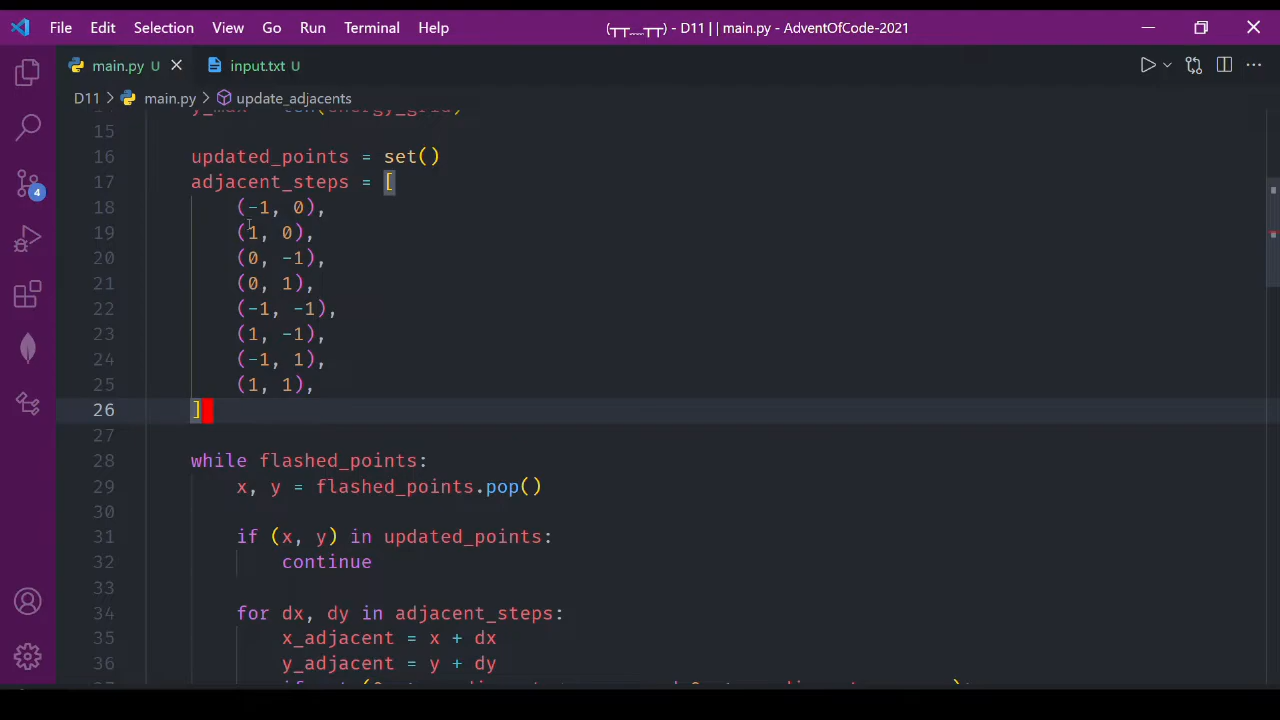 File Edit Selection View Go Run Terminal Help (┬┬﹏┬┬) - D11 | | main.py - AdventOfCode-2021
main.py U input.txt U
D11 > main.py > update_adjacents
15
16 updated_points = set()
17 adjacent_steps = [
18 (-1, 0),
19 (1, 0),
20 (0, -1),
21 (0, 1),
22 (-1, -1),
23 (1, -1),
24 (-1, 1),
25 (1, 1),
26 ]
27
28 while flashed_points:
29 x, y = flashed_points.pop()
30
31 if (x, y) in updated_points:
32 continue
33
34 for dx, dy in adjacent_steps:
35 x_adjacent = x + dx
36 y_adjacent = y + dy
4